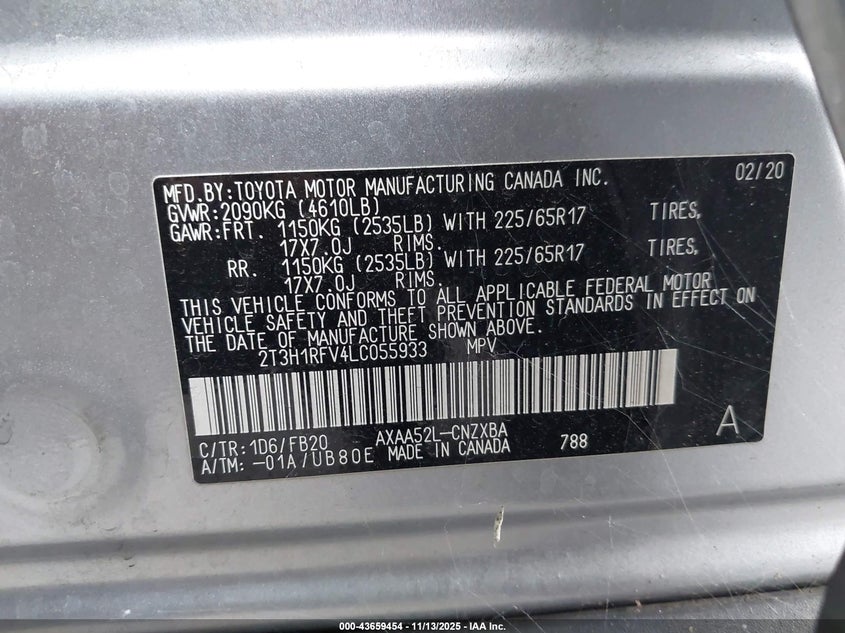 MFD.BY:TOYOTA MOTOR MANUFACTURING CANADA INC. 02/20
GVWR:2090KG (4610LB)
GAWR:FRT. 1150KG (2535LB) WITH 225/65R17 TIRES,
17X7.0J RIMS.
RR. 1150KG (2535LB) WITH 225/65R17 TIRES,
17X7.0J RIMS.
THIS VEHICLE CONFORMS TO ALL APPLICABLE FEDERAL MOTOR
VEHICLE SAFETY AND THEFT PREVENTION STANDARDS IN EFFECT ON
THE DATE OF MANUFACTURE SHOWN ABOVE.
2T3H1RFV4LC055933 MPV
C/TR:1D6/FB20 AXAA52L-CNZXBA A
A/TM:-01A/UB80E MADE IN CANADA 788
000-43659454 - 11/13/2025 - IAA Inc.